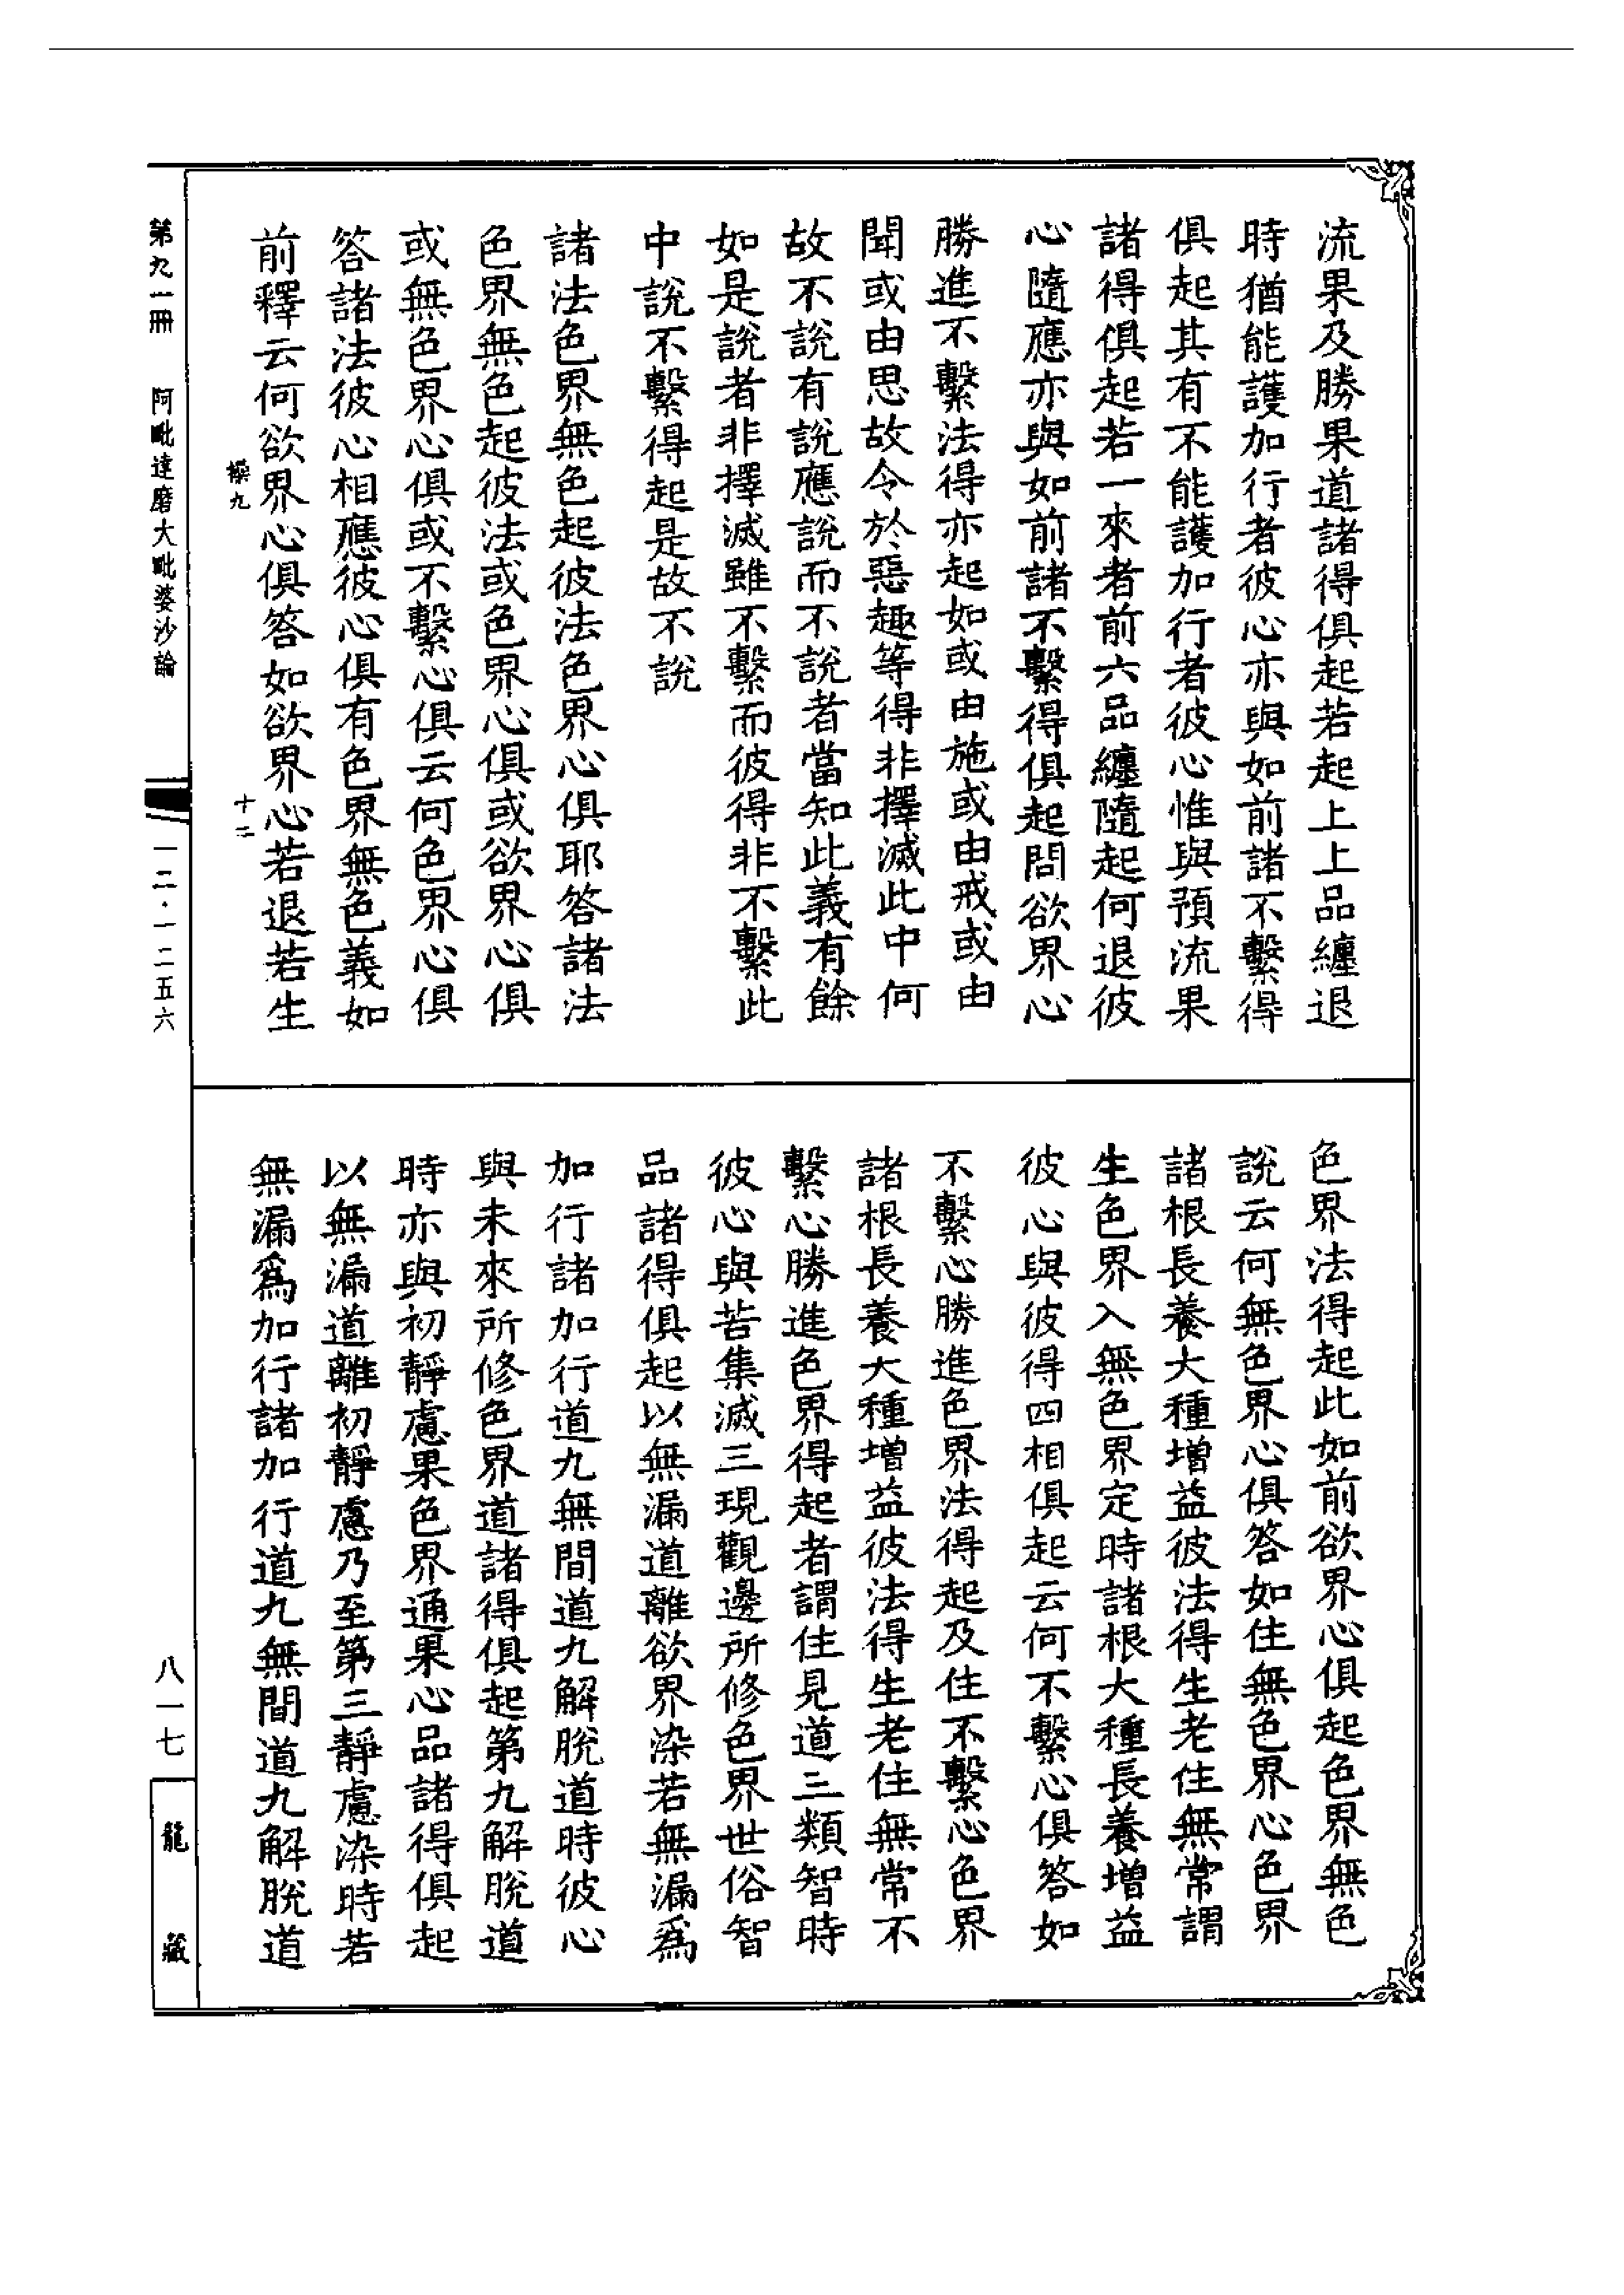 流果及勝果道諸得俱起若起上上品纏退
時猶能護加行者彼心亦與如前諸不繫得
俱起其有不能護加行者彼心惟與預流果
諸得俱起若一來者前六品纏隨起何退彼
心隨應亦與如前諸不繫得俱起問欲界心
勝進不繫法得亦起如或由施或由戒或由
聞或由思故令於惡趣等得非擇滅此中何
故不說有說應說而不說者當知此義有餘
如是說者非擇滅雖不繫而彼得非不繫此
中說不繫得起是故不說
諸法色界無色起彼法色界心俱耶答諸法
色界無色起彼法或色界心俱或欲界心俱
或無色界心俱或不繫心俱云何色界心俱
答諸法彼心相應彼心俱有色界無色義如
前釋云何欲界心俱答如欲界心若退若生
操九
十二
色界法得起此如前欲界心俱起色界無色
說云何無色界心俱答如住無色界心色界
諸根長養大種增益彼法得生老住無常謂
生色界入無色界定時諸根大種長養增益
彼心與彼得四相俱起云何不繫心俱答如
不繫心勝進色界法得起及住不繫心色界
諸根長養大種增益彼法得生老住無常不
繫心勝進色界得起者謂住見道三類智時
彼心與苦集滅三現觀邊所修色界世俗智
品諸得俱起以無漏道離欲界染若無漏爲
加行諸加行道九無間道九解脫道時彼心
與未來所修色界道諸得俱起第九解脫道
時亦與初靜慮果色界通果心品諸得俱起
以無漏道離初靜慮乃至第三靜慮染時若
無漏爲加行諸加行道九無間道九解脫道
第九一冊 阿毗達磨大毗婆沙論
一二·一二五六
八一七
龍藏